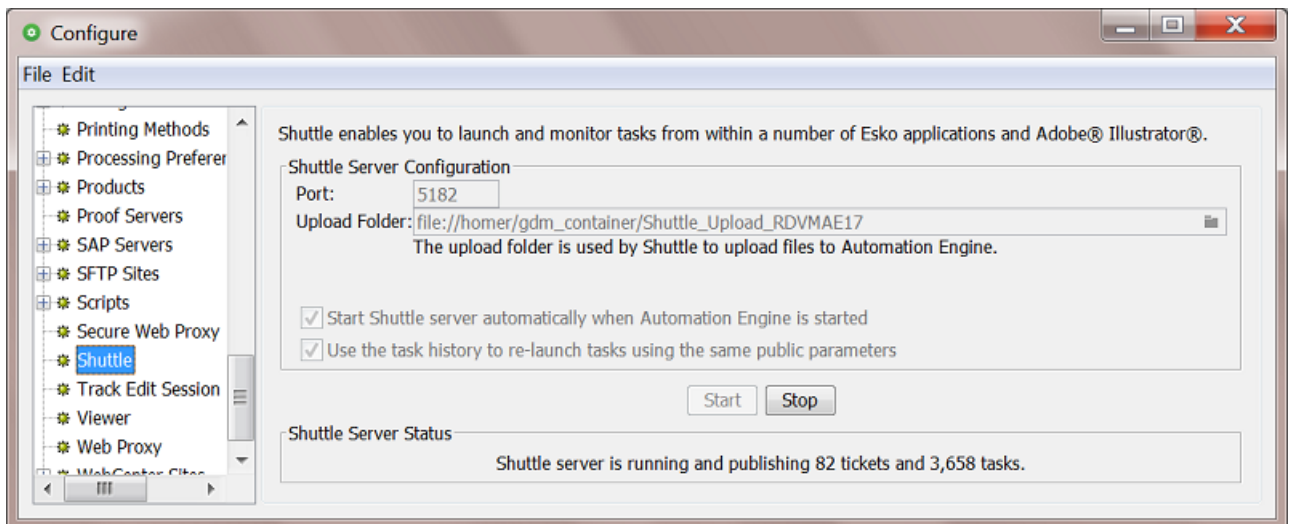 Configure
File Edit
Printing Methods
Processing Prefere
Products
Proof Servers
SAP Servers
SFTP Sites
Scripts
Secure Web Proxy
Shuttle
Track Edit Session
Viewer
Web Proxy
WebCenter Sites
Shuttle enables you to launch and monitor tasks from within a number of Esko applications and Adobe® Illustrator®.
Shuttle Server Configuration
Port: 5182
Upload Folder: file://homer/gdm_container/Shuttle_Upload_RDVMAE17
The upload folder is used by Shuttle to upload files to Automation Engine.
Start Shuttle server automatically when Automation Engine is started
Use the task history to re-launch tasks using the same public parameters
Start Stop
Shuttle Server Status
Shuttle server is running and publishing 82 tickets and 3,658 tasks.